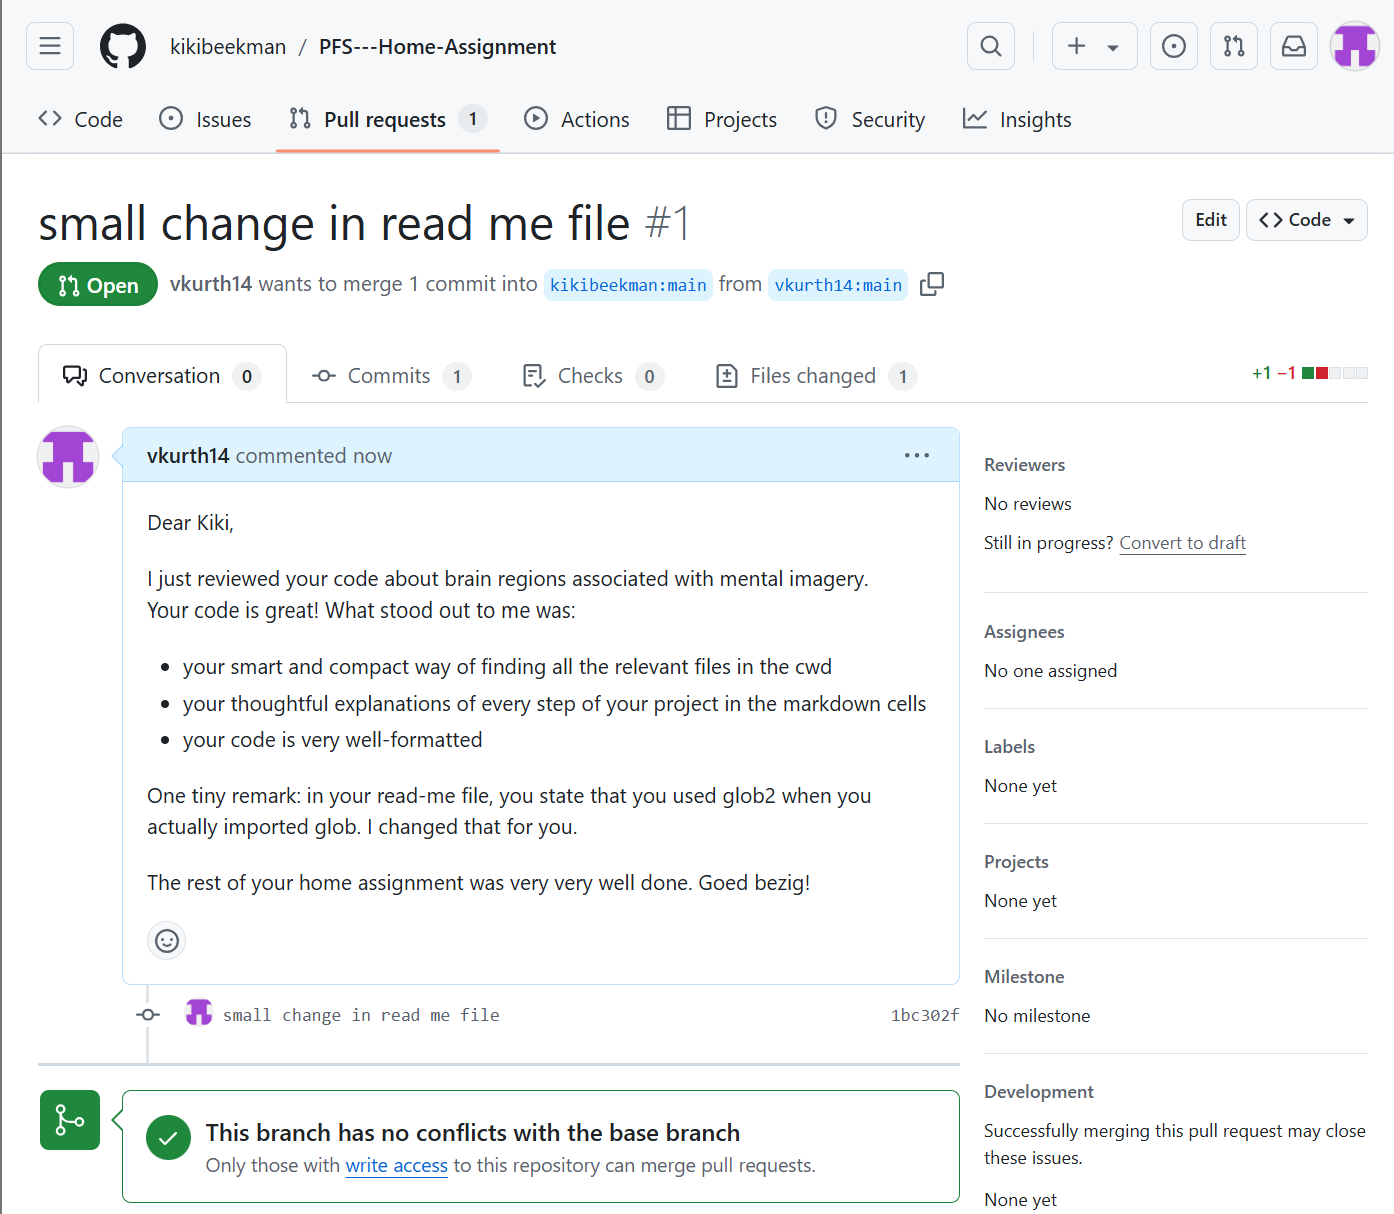 kikibeekman / PFS---Home-Assignment
Code Issues Pull requests 1 Actions Projects Security Insights
small change in read me file #1
Edit Code
Open vkurth14 wants to merge 1 commit into kikibeekman:main from vkurth14:main
Conversation 0 Commits 1 Checks 0 Files changed 1 +1 −1
vkurth14 commented now
Dear Kiki,
I just reviewed your code about brain regions associated with mental imagery.
Your code is great! What stood out to me was:
your smart and compact way of finding all the relevant files in the cwd
your thoughtful explanations of every step of your project in the markdown cells
your code is very well-formatted
One tiny remark: in your read-me file, you state that you used glob2 when you
actually imported glob. I changed that for you.
The rest of your home assignment was very very well done. Goed bezig!
small change in read me file 1bc302f
This branch has no conflicts with the base branch
Only those with write access to this repository can merge pull requests.
Reviewers
No reviews
Still in progress? Convert to draft
Assignees
No one assigned
Labels
None yet
Projects
None yet
Milestone
No milestone
Development
Successfully merging this pull request may close
these issues.
None yet